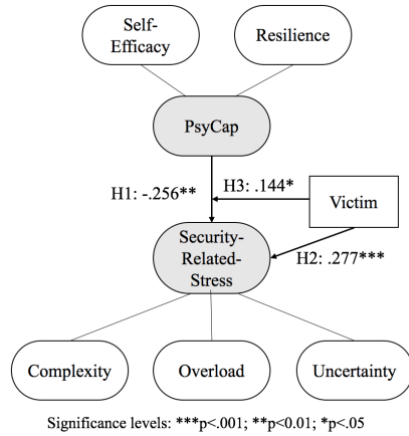 Self-
Efficacy
Resilience
PsyCap
H1: -.256**
H3: .144*
Victim
Security-
Related-
Stress
H2: .277***
Complexity
Overload
Uncertainty
Significance levels: ***p<.001; **p<0.01; *p<.05